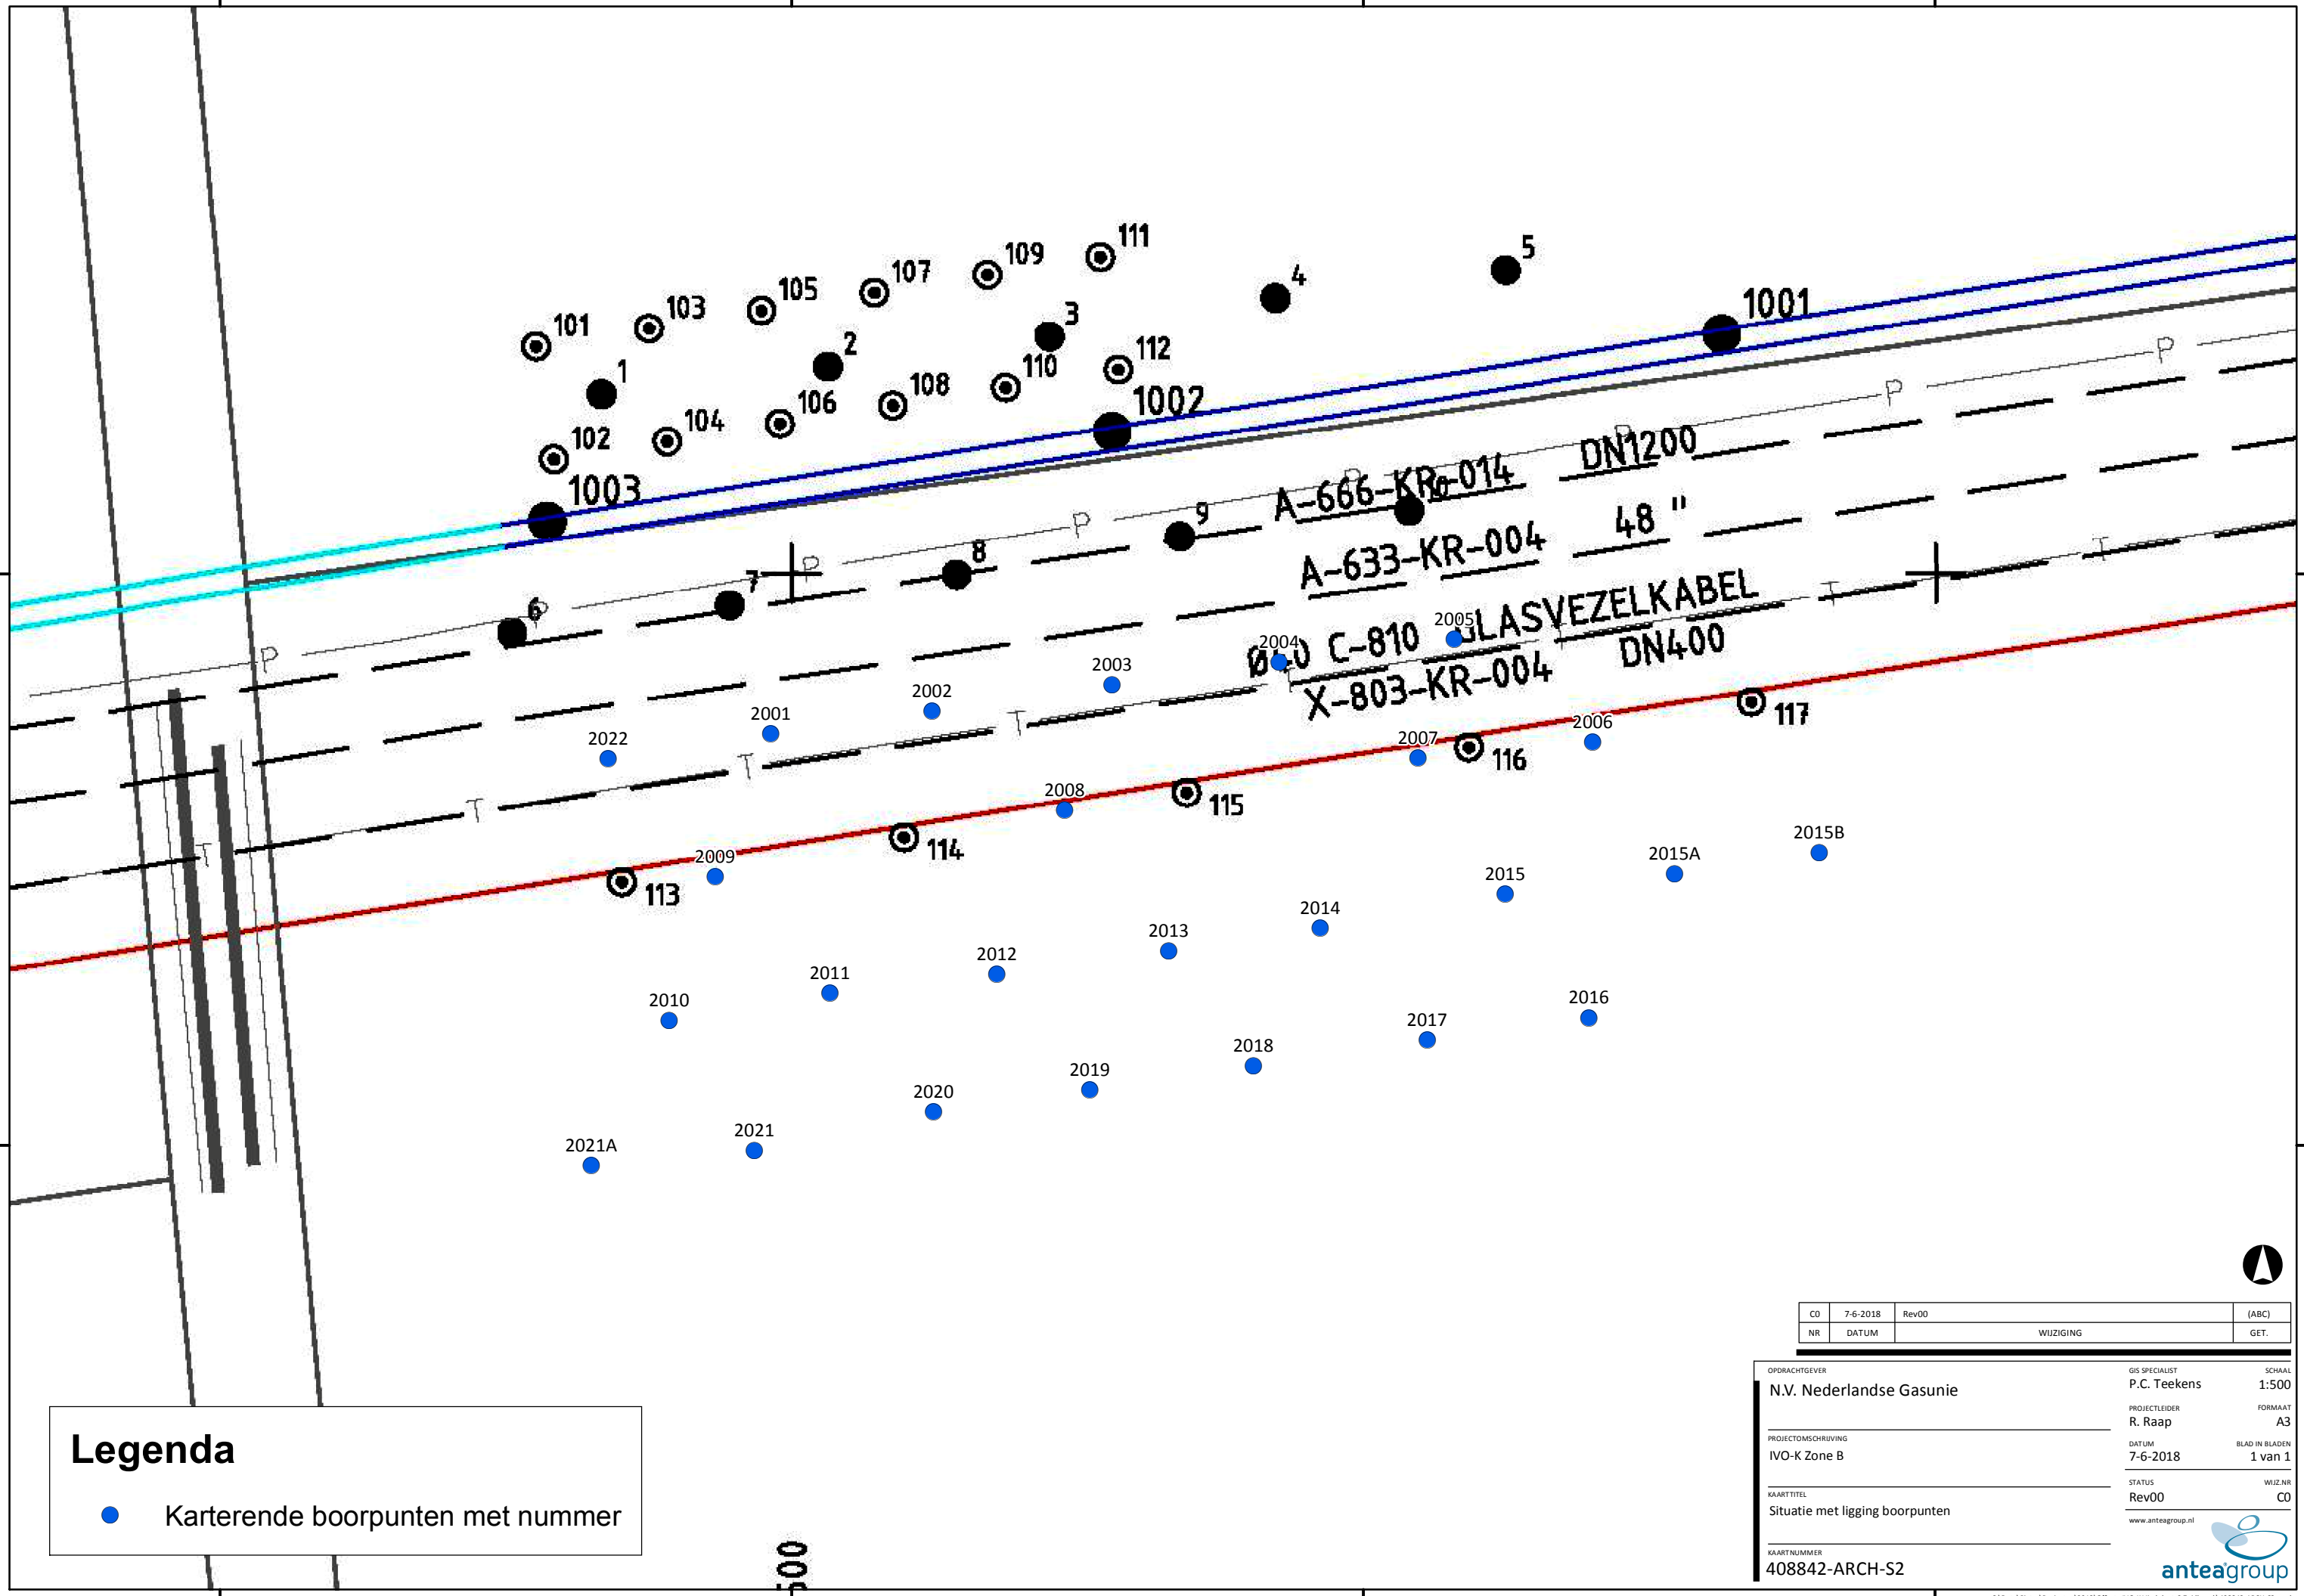 111
109
107
105
103
101
5
4
3
2
1
112
110
108
106
104
102
1001
1002
1003
P
P
P
P
P
P
P
P
DN1200
A-666-KR-014
48 "
A-633-KR-004
9
8
7
6
GLASVEZELKABEL
C-810
DN400
X-803-KR-004
T
T
T
T
T
T
T
T
2005
2004
2003
2002
2001
2022
117
2006
2007
116
115
2008
114
2009
113
2015B
2015A
2015
2014
2013
2012
2011
2010
2016
2017
2018
2019
2020
2021
2021A
Legenda
Karterende boorpunten met nummer
C0 7-6-2018 Rev00 (ABC)
NR DATUM WIJZIGING GET.
OPDRACHTGEVER
N.V. Nederlandse Gasunie
PROJECTOMSCHRIJVING
IVO-K Zone B
KAARTTITEL
Situatie met ligging boorpunten
KAARTNUMMER
408842-ARCH-S2
GIS SPECIALIST SCHAAL
P.C. Teekens 1:500
PROJECTLEIDER FORMAAT
R. Raap A3
DATUM BLAD IN BLADEN
7-6-2018 1 van 1
STATUS WIJZ.NR
Rev00 C0
www.anteagroup.nl
anteagroup